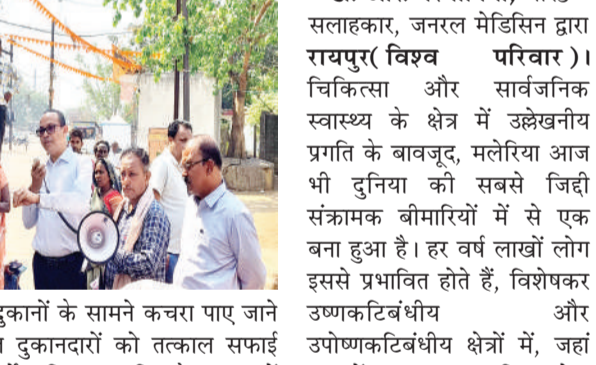 दुकानों के सामने कचरा पाए जाने
दुकानदारों को तत्काल सफाई
सलाहकार, जनरल मेडिसिन द्वारा
रायपुर( विश्व परिवार )।
चिकित्सा और सार्वजनिक
स्वास्थ्य के क्षेत्र में उल्लेखनीय
प्रगति के बावजूद, मलेरिया आज
भी दुनिया की सबसे जिद्दी
संक्रामक बीमारियों में से एक
बना हुआ है। हर वर्ष लाखों लोग
इससे प्रभावित होते हैं, विशेषकर
उष्णकटिबंधीय और
उपोष्णकटिबंधीय क्षेत्रों में, जहां